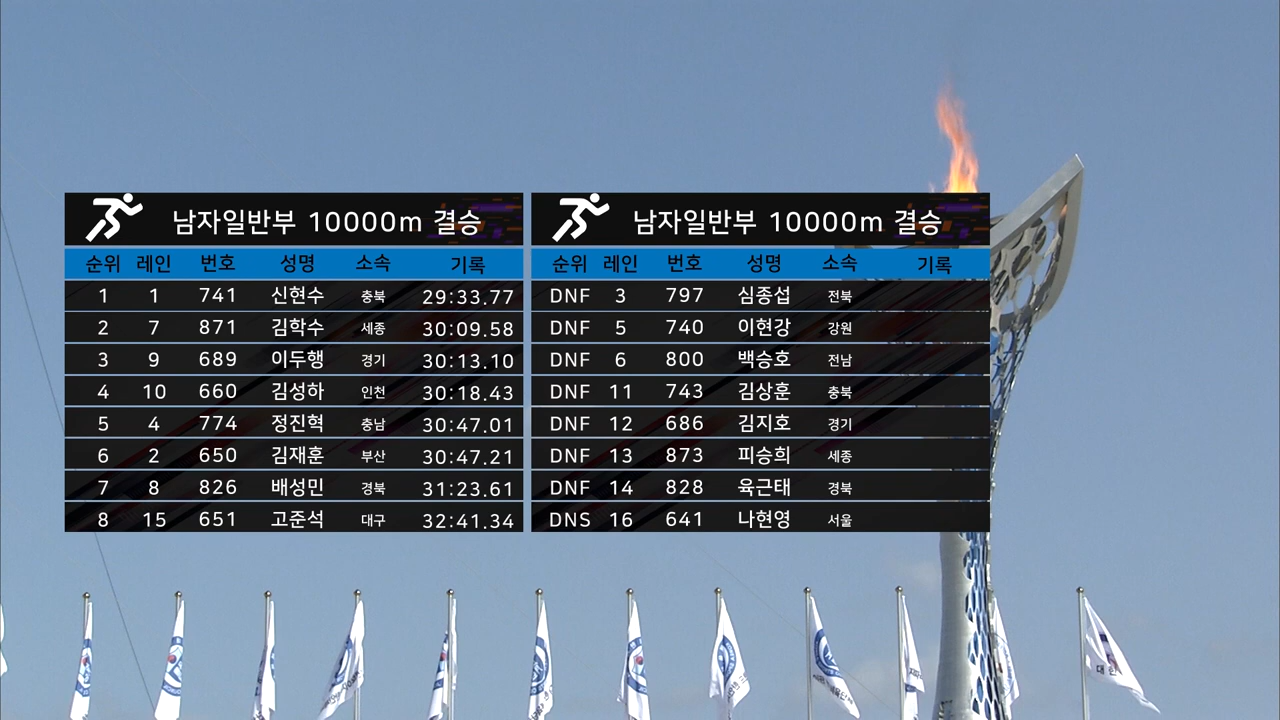 남자일반부 10000m 결승
순위 레인 번호 성명 소속 기록
1 1 741 신현수 충북 29:33.77
2 7 871 김학수 세종 30:09.58
3 9 689 이두행 경기 30:13.10
4 10 660 김성하 인천 30:18.43
5 4 774 정진혁 충남 30:47.01
6 2 650 김재훈 부산 30:47.21
7 8 826 배성민 경북 31:23.61
8 15 651 고준석 대구 32:41.34
남자일반부 10000m 결승
순위 레인 번호 성명 소속 기록
DNF 3 797 심종섭 전북
DNF 5 740 이현강 강원
DNF 6 800 백승호 전남
DNF 11 743 김상훈 충북
DNF 12 686 김지호 경기
DNF 13 873 피승희 세종
DNF 14 828 육근태 경북
DNS 16 641 나현영 서울
대한